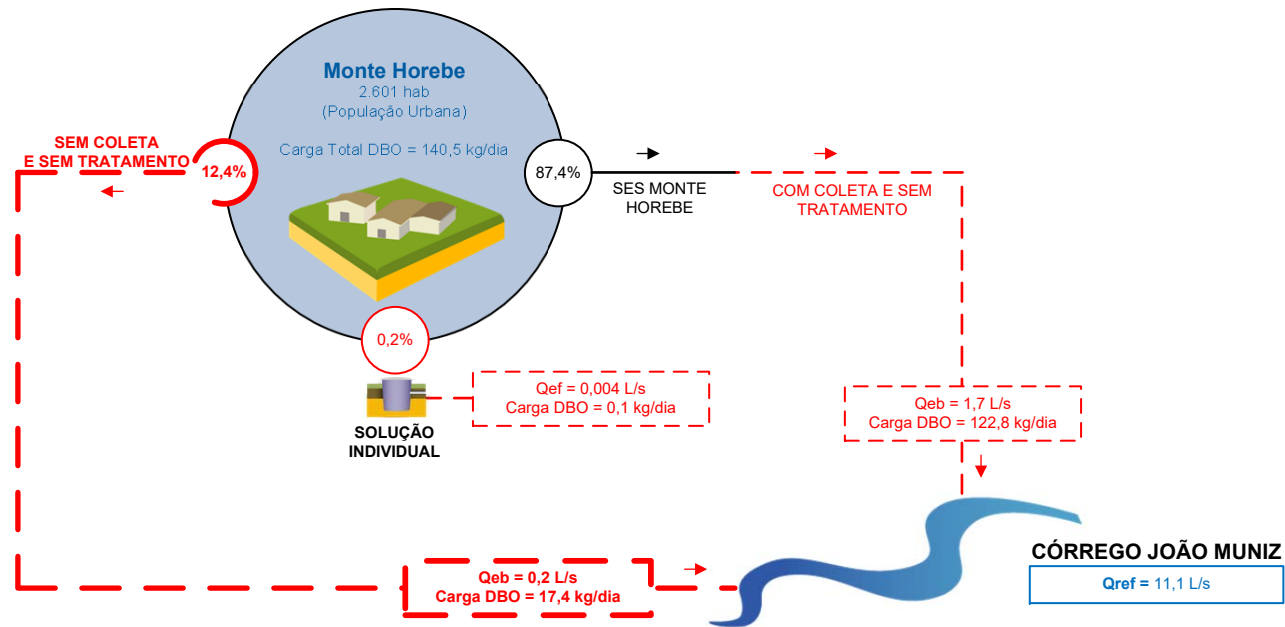 Monte Horebe
2.601 hab
(População Urbana)
Carga Total DBO = 140,5 kg/dia
SEM COLETA
E SEM TRATAMENTO
12,4%
87,4%
SES MONTE
HOREBE
COM COLETA E SEM
TRATAMENTO
0,2%
SOLUÇÃO
INDIVIDUAL
Qef = 0,004 L/s
Carga DBO = 0,1 kg/dia
Qeb = 1,7 L/s
Carga DBO = 122,8 kg/dia
Qeb = 0,2 L/s
Carga DBO = 17,4 kg/dia
CÓRREGO JOÃO MUNIZ
Qref = 11,1 L/s